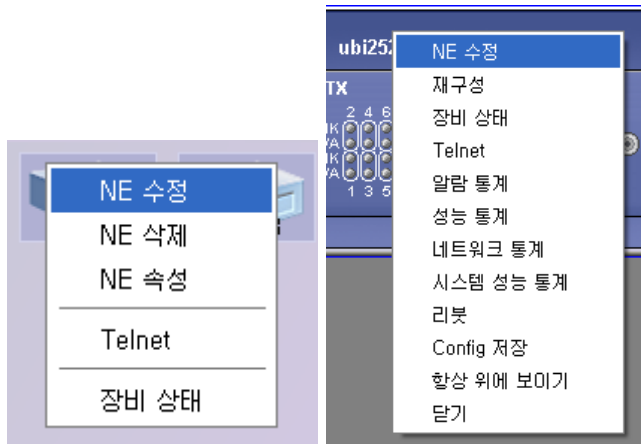 NE 수정
NE 삭제
NE 속성
Telnet
장비 상태
ubi252
TX
2 4 6
1 3 5
NE 수정
재구성
장비 상태
Telnet
알람 통계
성능 통계
네트워크 통계
시스템 성능 통계
리붓
Config 저장
항상 위에 보이기
닫기